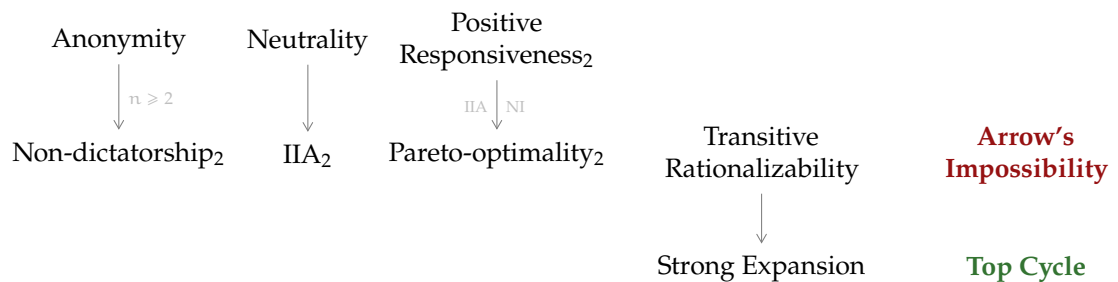 Anonymity
Neutrality
Positive
Responsiveness₂
n ⩾ 2
IIA NI
Non-dictatorship₂
IIA₂
Pareto-optimality₂
Transitive
Rationalizability
Arrow's
Impossibility
Strong Expansion
Top Cycle